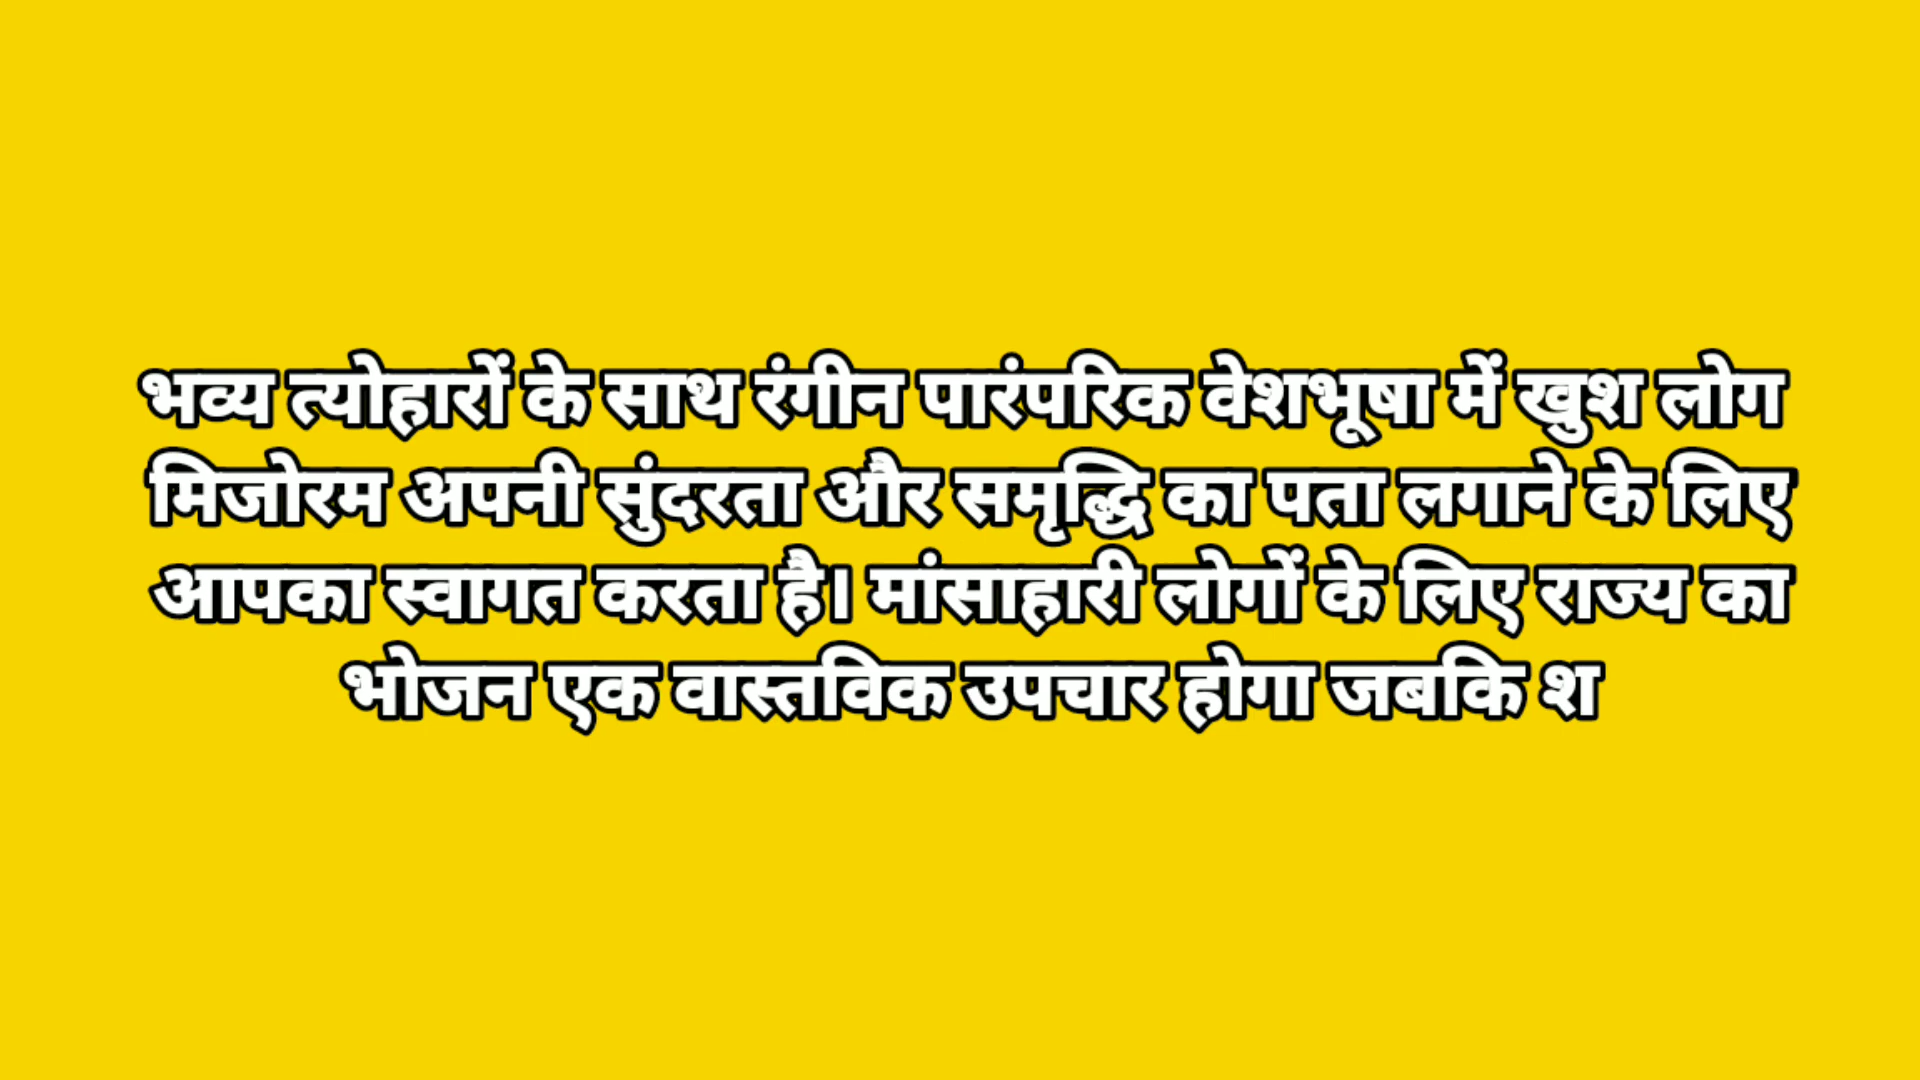 भव्य त्योहारों के साथ रंगीन पारंपरिक वेशभूषा में खुश लोग
मिजोरम अपनी सुंदरता और समृद्धि का पता लगाने के लिए
आपका स्वागत करता है। मांसाहारी लोगों के लिए राज्य का
भोजन एक वास्तविक उपचार होगा जबकि श